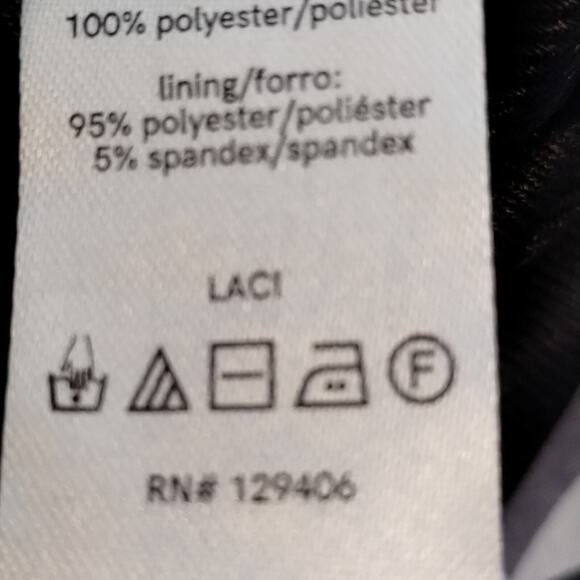 100% polyester/poliéster
lining/forro:
95% polyester/poliéster
5% spandex/spandex
LACI
F
RN# 129406